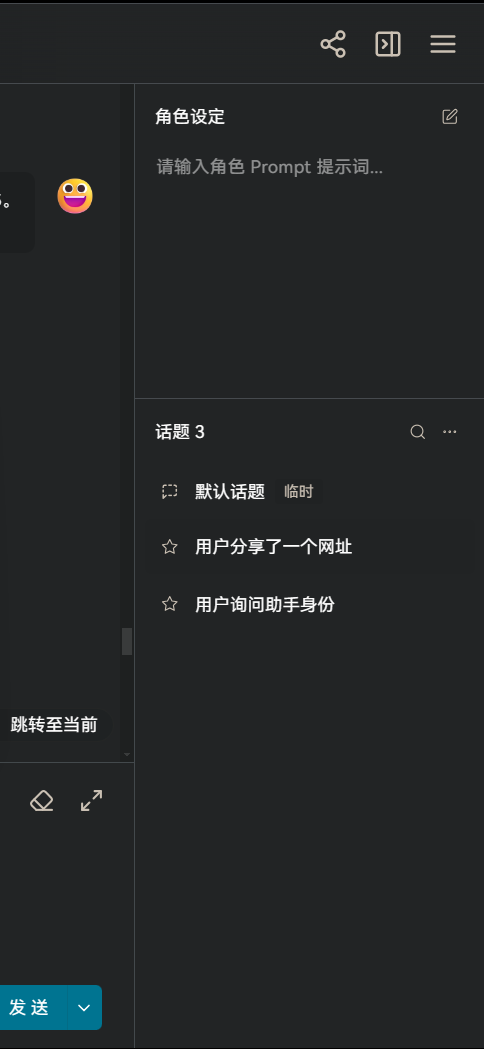 角色设定
请输入角色 Prompt 提示词...
。
话题 3
默认话题 临时
用户分享了一个网址
用户询问助手身份
跳转至当前
发 送